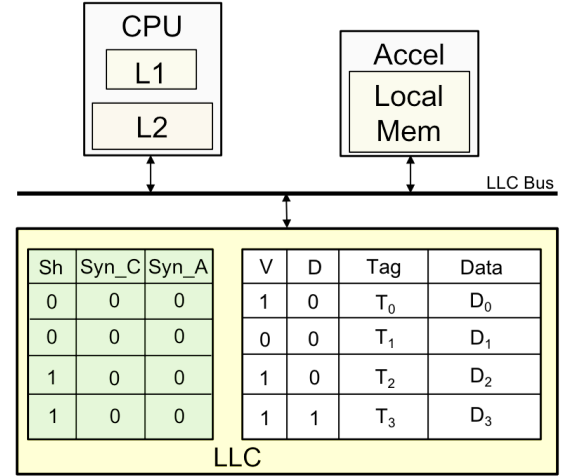 CPU
L1
L2
Accel
Local
Mem
LLC Bus
Sh Syn_C Syn_A V D Tag Data
0 0 0 1 0 T0 D0
0 0 0 0 0 T1 D1
1 0 0 1 0 T2 D2
1 0 0 1 1 T3 D3
LLC